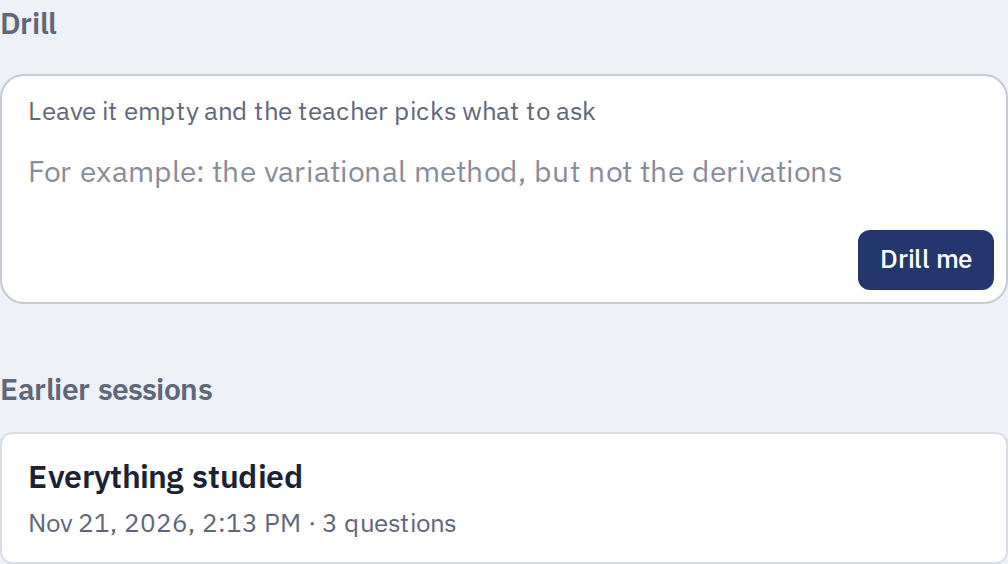 Drill
Leave it empty and the teacher picks what to ask
For example: the variational method, but not the derivations
Drill me
Earlier sessions
Everything studied
Nov 21, 2026, 2:13 PM · 3 questions